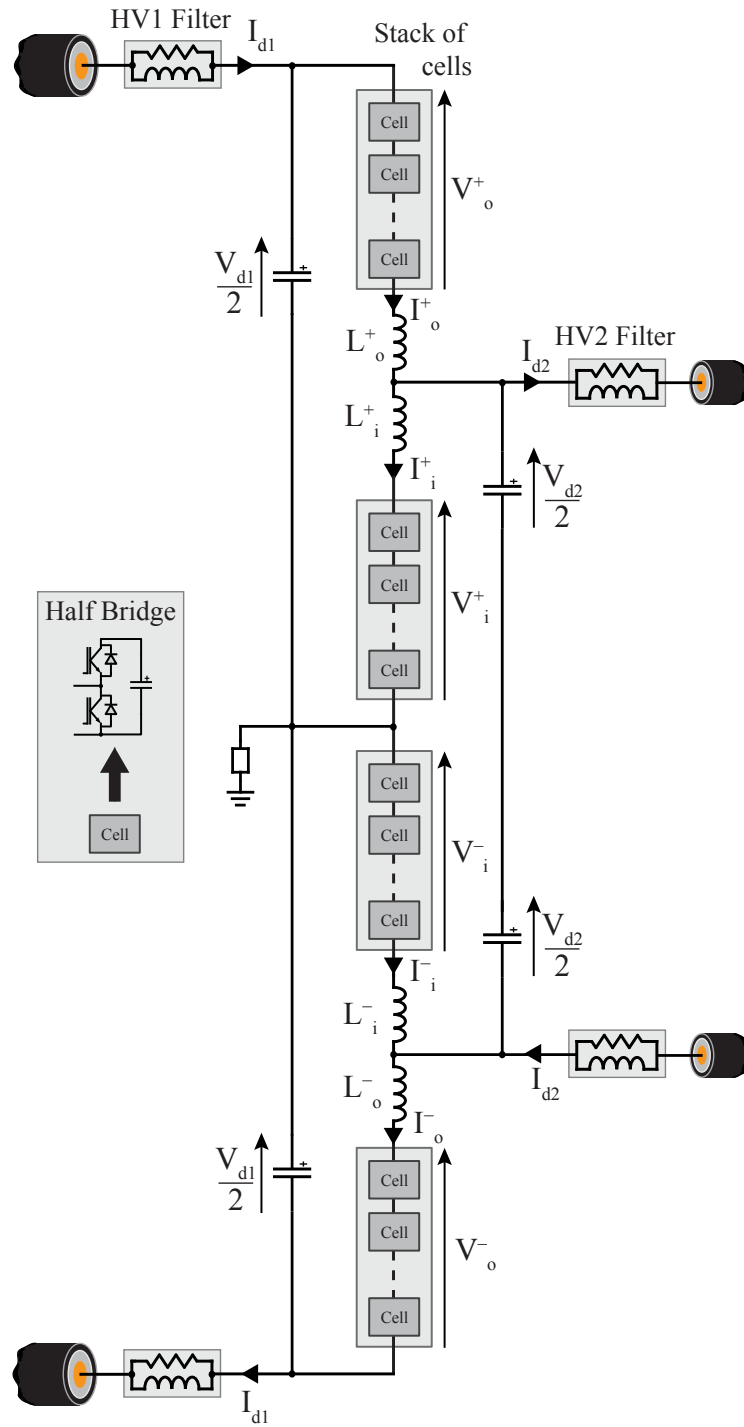 HV1 Filter
I_d1
Stack of
cells
Cell
Cell
Cell
V^+_o
V_d1
2
+
I^+_o
L^+_o
HV2 Filter
I_d2
L^+_i
I^+_i
+
V_d2
2
Cell
Cell
Cell
V^+_i
Half Bridge
+
Cell
Cell
Cell
Cell
V^−_i
+
V_d2
2
I^−_i
L^−_i
I_d2
L^−_o
I^−_o
V_d1
2
+
Cell
Cell
Cell
V^−_o
I_d1